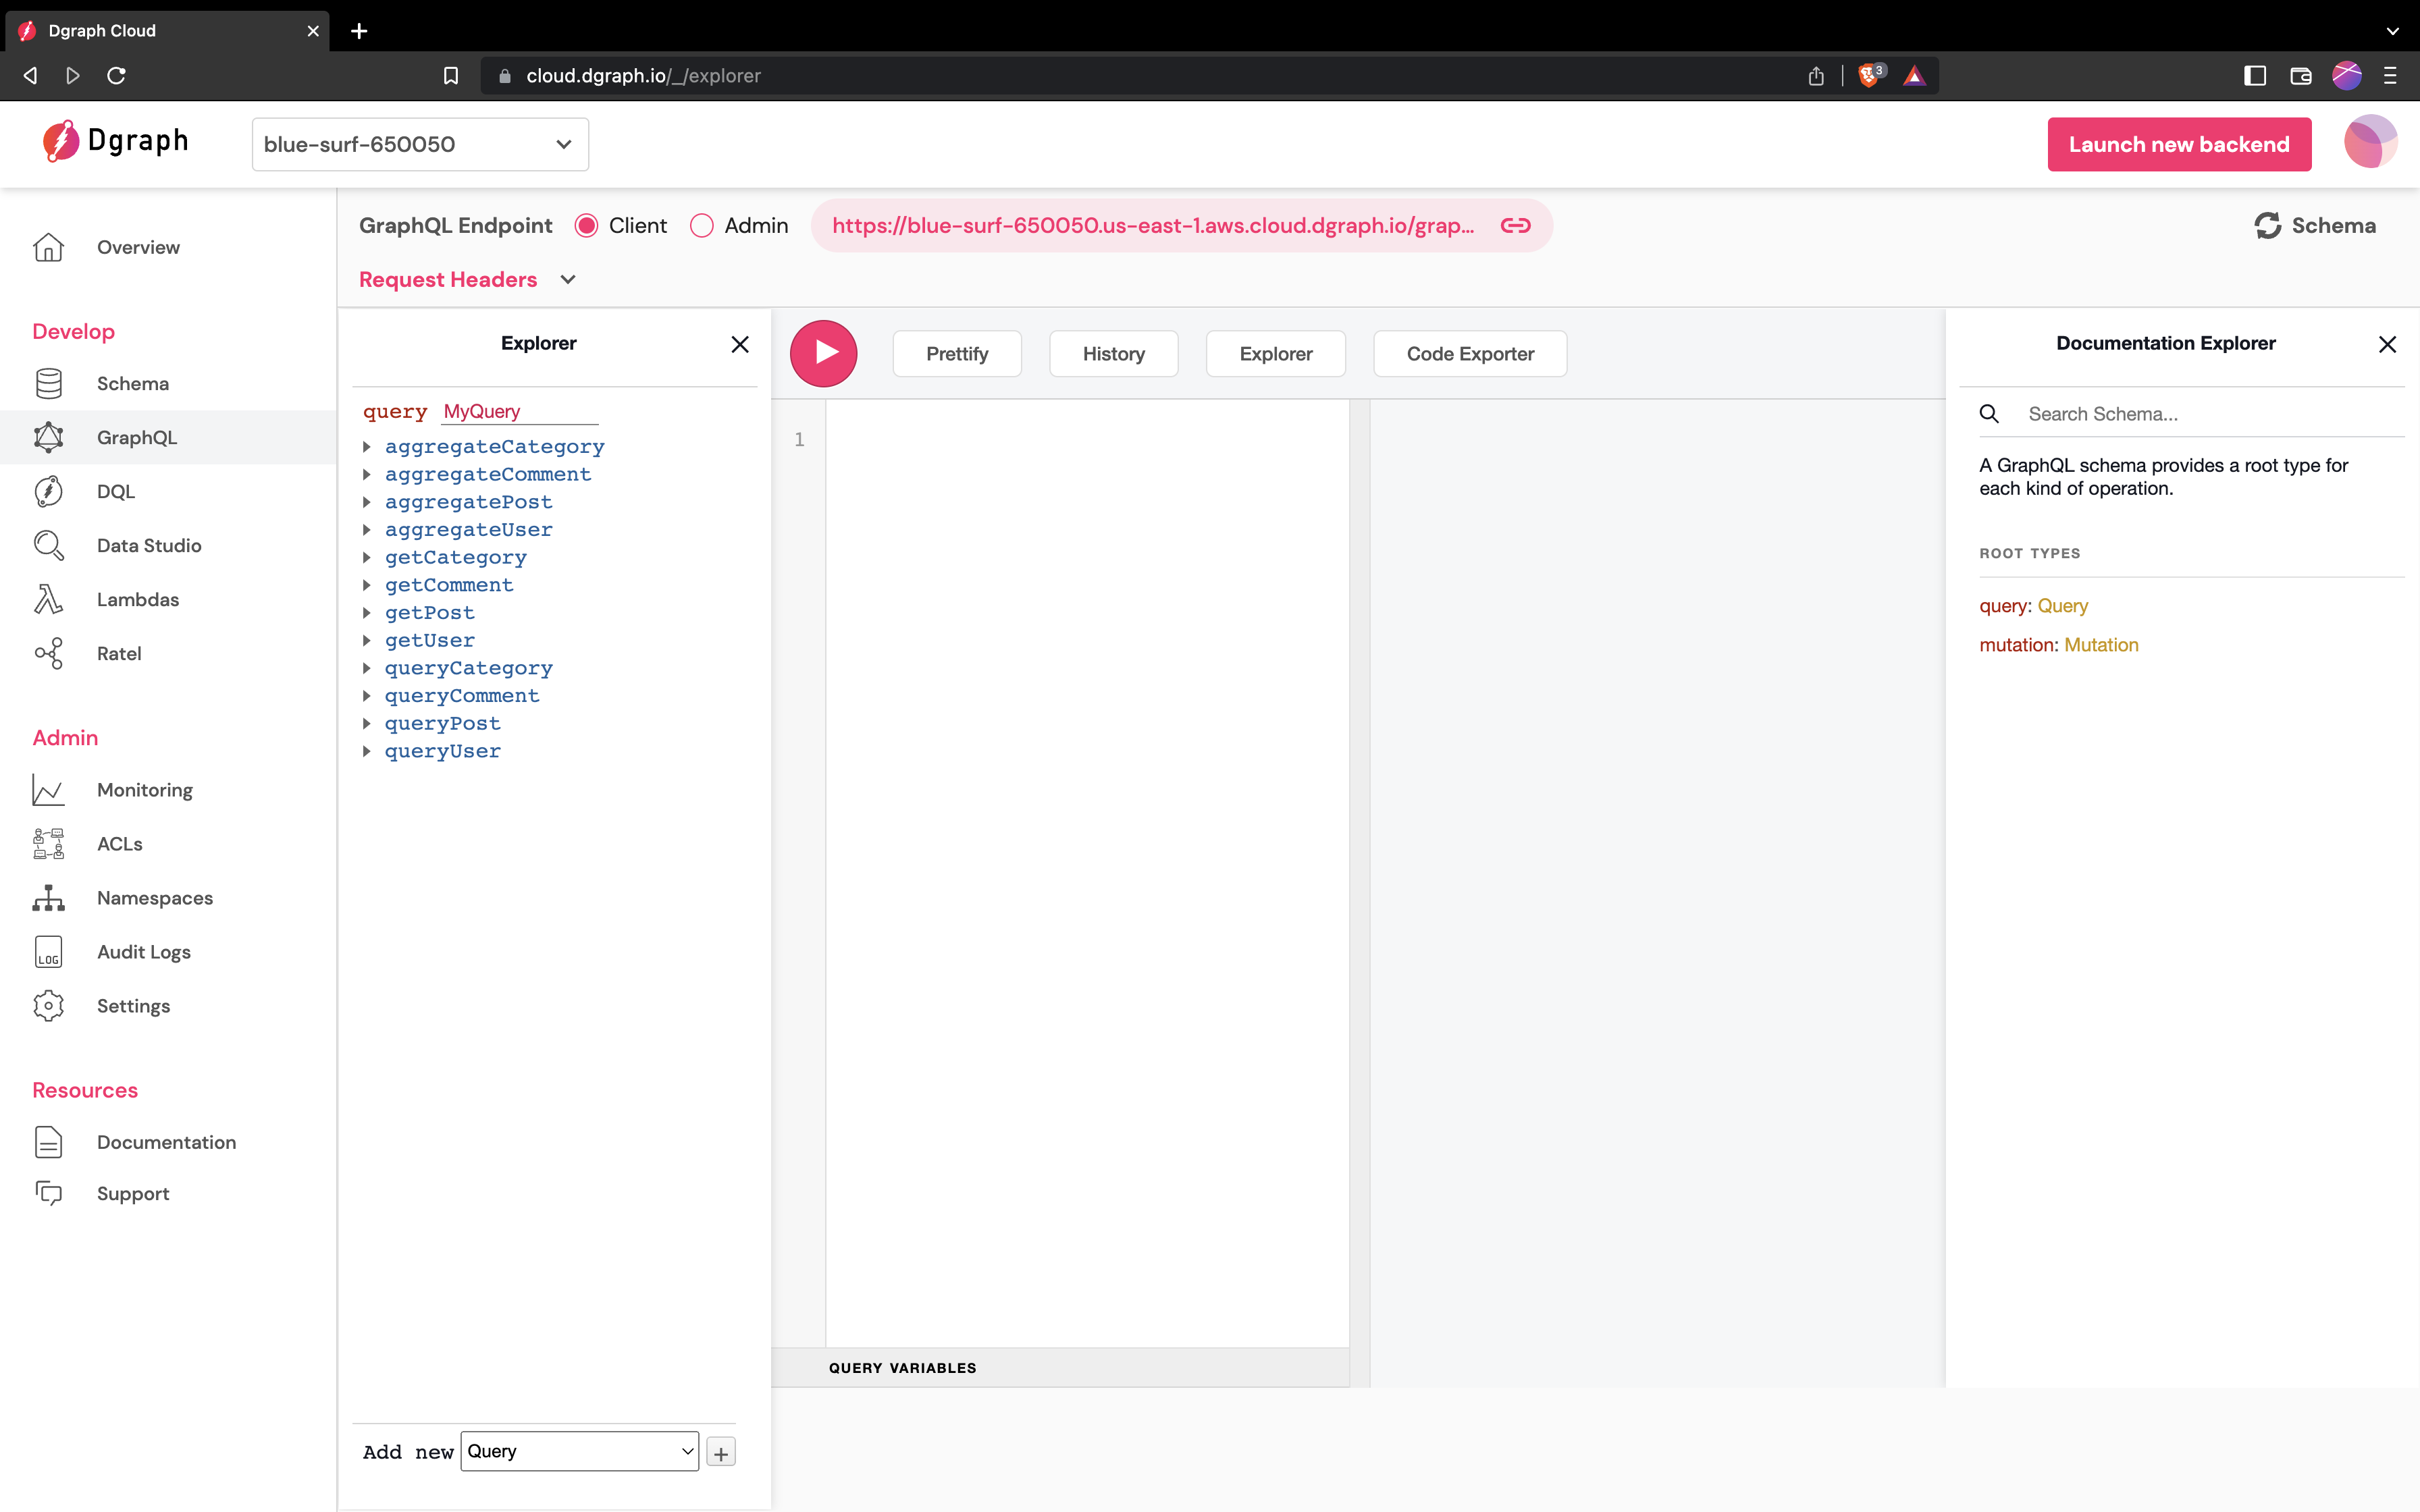 Dgraph Cloud
cloud.dgraph.io/_/explorer
3
Dgraph
blue-surf-650050
Launch new backend
Overview
Develop
Schema
GraphQL
DQL
Data Studio
Lambdas
Ratel
Admin
Monitoring
ACLs
Namespaces
LOG
Audit Logs
Settings
Resources
Documentation
Support
GraphQL Endpoint
Client
Admin
https://blue-surf-650050.us-east-1.aws.cloud.dgraph.io/grap...
Schema
Request Headers
Explorer
query MyQuery
aggregateCategory
aggregateComment
aggregatePost
aggregateUser
getCategory
getComment
getPost
getUser
queryCategory
queryComment
queryPost
queryUser
Add new Query +
Prettify
History
Explorer
Code Exporter
1
QUERY VARIABLES
Documentation Explorer
Search Schema...
A GraphQL schema provides a root type for
each kind of operation.
ROOT TYPES
query: Query
mutation: Mutation